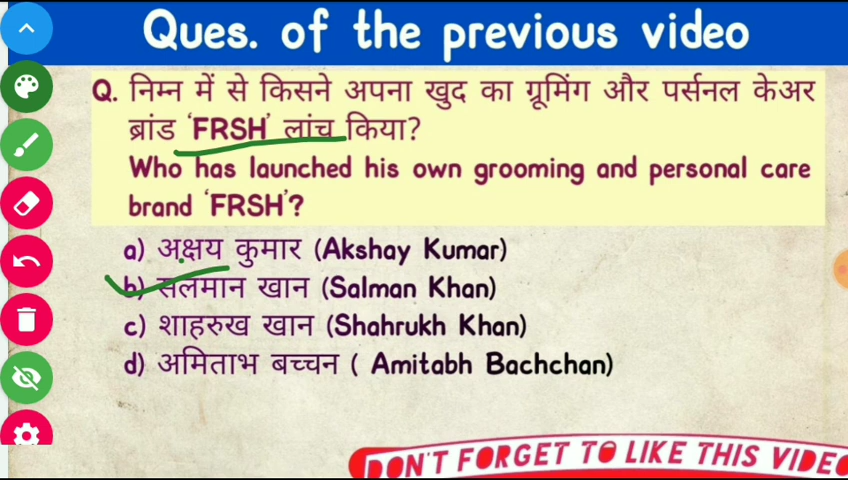 Ques. of the previous video
Q. निम्न में से किसने अपना खुद का ग्रूमिंग और पर्सनल केअर
ब्रांड 'FRSH' लांच किया?
Who has launched his own grooming and personal care
brand 'FRSH'?
a) अक्षय कुमार (Akshay Kumar)
b) सलमान खान (Salman Khan)
c) शाहरुख खान (Shahrukh Khan)
d) अमिताभ बच्चन ( Amitabh Bachchan)
DON'T FORGET TO LIKE THIS VIDEO